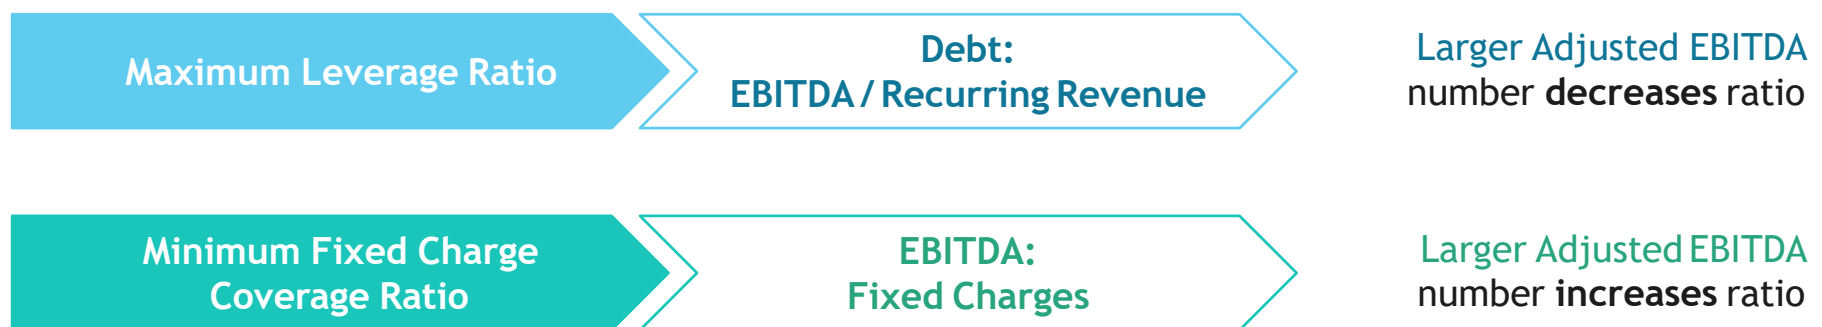 Maximum Leverage Ratio
Debt:
EBITDA / Recurring Revenue
Larger Adjusted EBITDA
number decreases ratio
Minimum Fixed Charge
Coverage Ratio
EBITDA:
Fixed Charges
Larger Adjusted EBITDA
number increases ratio